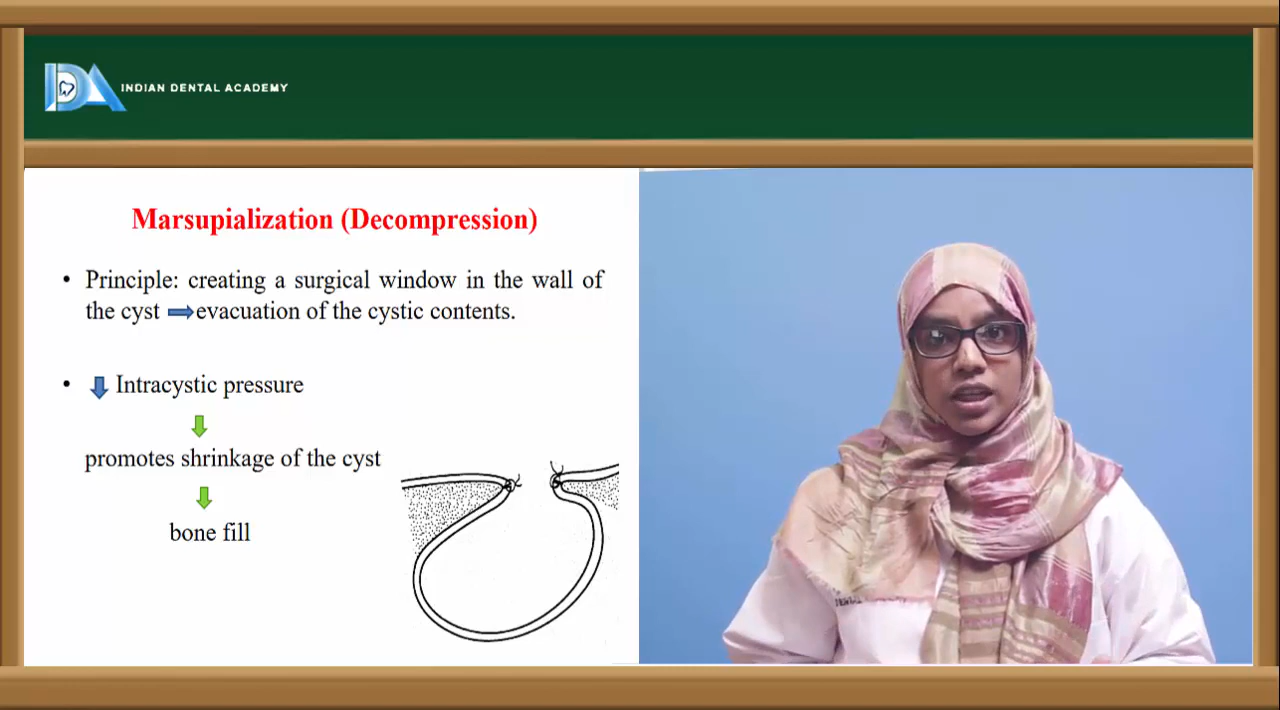 INDIAN DENTAL ACADEMY
Marsupialization (Decompression)
• Principle: creating a surgical window in the wall of
the cyst ➡evacuation of the cystic contents.
• ⬇ Intracystic pressure
⬇
promotes shrinkage of the cyst
⬇
bone fill